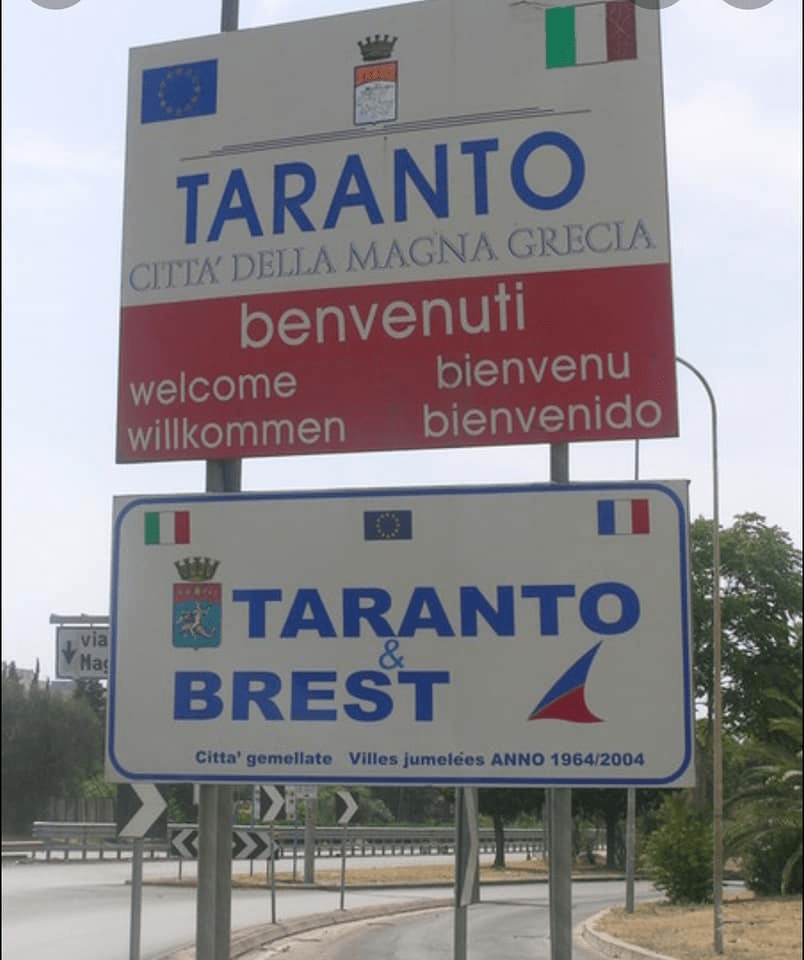 TARANTO
CITTA' DELLA MAGNA GRECIA
benvenuti
welcome bienvenu
willkommen bienvenido
TARANTO
&
BREST
Citta' gemellate Villes jumelées ANNO 1964/2004
via